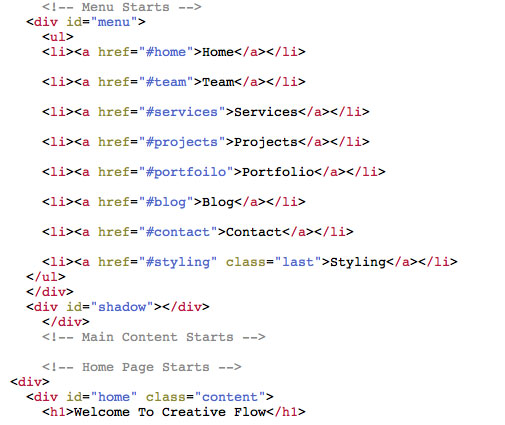 <!-- Menu Starts -->
<div id="menu">
<ul>
<li><a href="#home">Home</a></li>
<li><a href="#team">Team</a></li>
<li><a href="#services">Services</a></li>
<li><a href="#projects">Projects</a></li>
<li><a href="#portfoilo">Portfolio</a></li>
<li><a href="#blog">Blog</a></li>
<li><a href="#contact">Contact</a></li>
<li><a href="#styling" class="last">Styling</a></li>
</ul>
</div>
<div id="shadow"></div>
</div>
<!-- Main Content Starts -->
<!-- Home Page Starts -->
<div>
<div id="home" class="content">
<h1>Welcome To Creative Flow</h1>